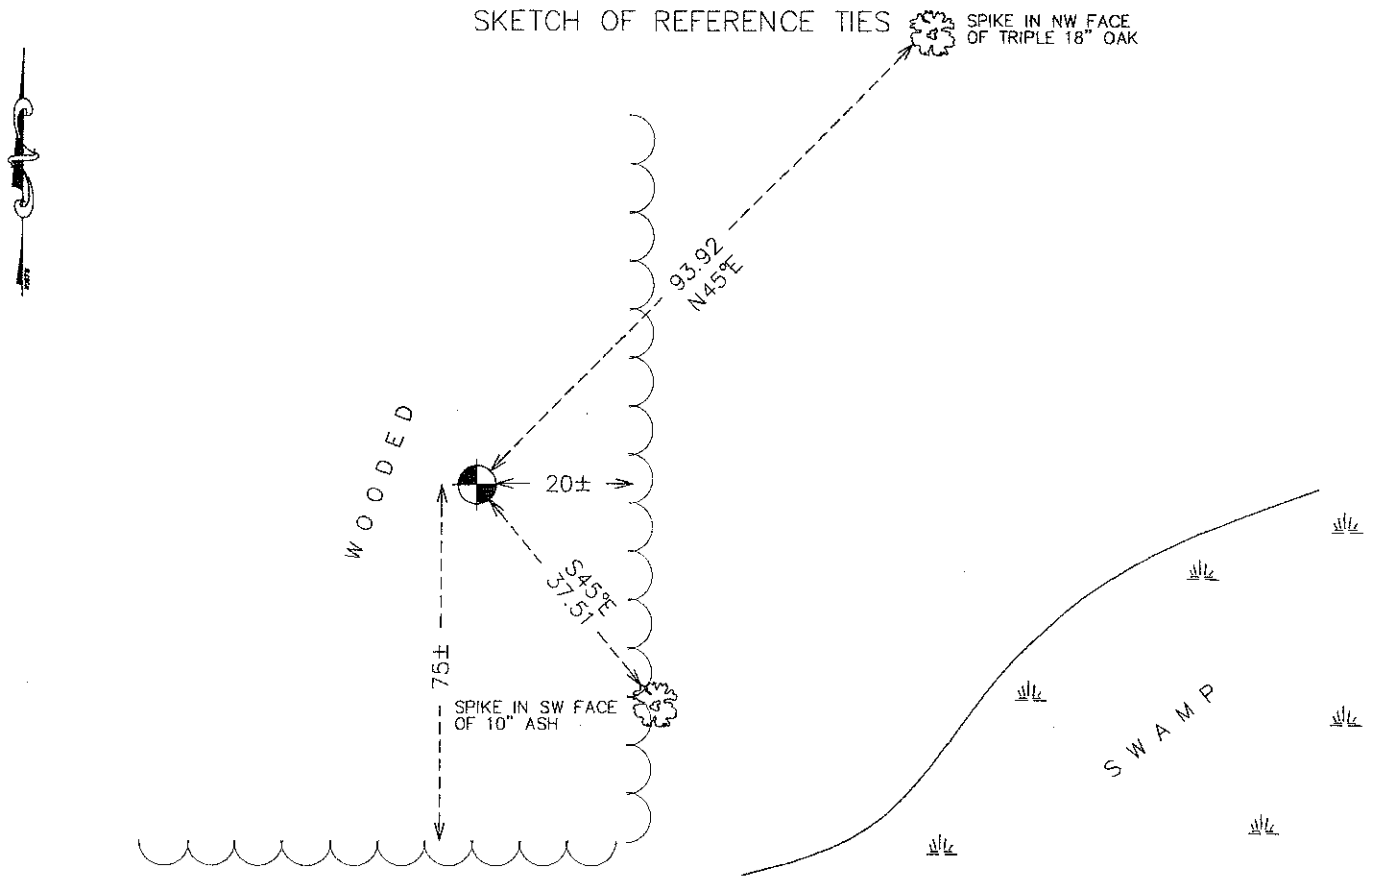 SKETCH OF REFERENCE TIES
SPIKE IN NW FACE
OF TRIPLE 18" OAK
93.92
N45°E
WOODED
20±
S45°E
37.51
75±
SPIKE IN SW FACE
OF 10" ASH
SWAMP